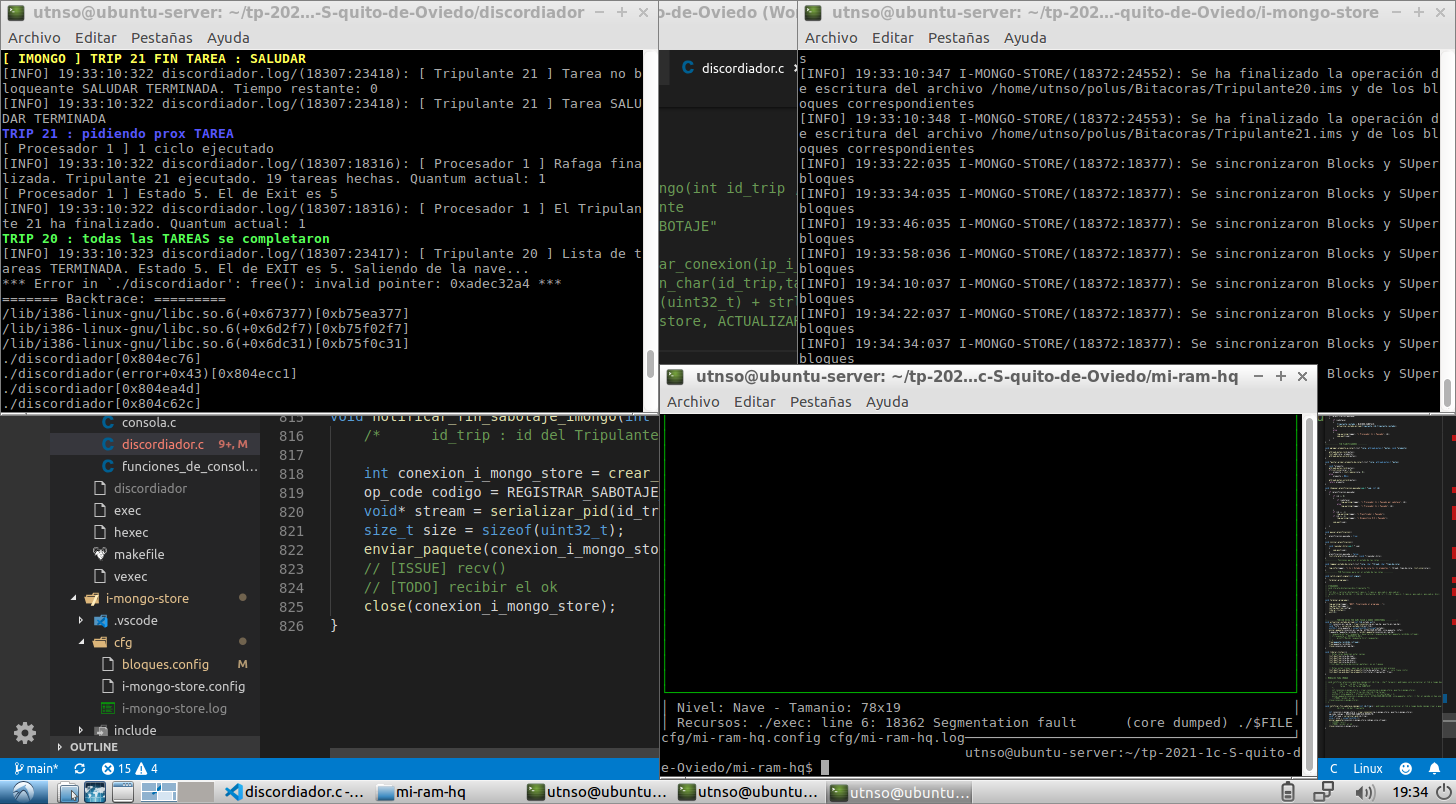 utnso@ubuntu-server: ~/tp-202...-S-quito-de-Oviedo/discordiador
Archivo Editar Pestañas Ayuda
[ IMONGO ] TRIP 21 FIN TAREA : SALUDAR
[INFO] 19:33:10:322 discordiador.log/(18307:23418): [ Tripulante 21 ] Tarea no b
loqueante SALUDAR TERMINADA. Tiempo restante: 0
[INFO] 19:33:10:322 discordiador.log/(18307:23418): [ Tripulante 21 ] Tarea SALU
DAR TERMINADA
TRIP 21 : pidiendo prox TAREA
[ Procesador 1 ] 1 ciclo ejecutado
[INFO] 19:33:10:322 discordiador.log/(18307:18316): [ Procesador 1 ] Rafaga fina
lizada. Tripulante 21 ejecutado. 19 tareas hechas. Quantum actual: 1
[ Procesador 1 ] Estado 5. El de Exit es 5
[INFO] 19:33:10:322 discordiador.log/(18307:18316): [ Procesador 1 ] El Tripulan
te 21 ha finalizado. Quantum actual: 1
TRIP 20 : todas las TAREAS se completaron
[INFO] 19:33:10:323 discordiador.log/(18307:23417): [ Tripulante 20 ] Lista de t
areas TERMINADA. Estado 5. El de EXIT es 5. Saliendo de la nave...
*** Error in `./discordiador': free(): invalid pointer: 0xadec32a4 ***
======= Backtrace: =========
/lib/i386-linux-gnu/libc.so.6(+0x67377)[0xb75ea377]
/lib/i386-linux-gnu/libc.so.6(+0x6d2f7)[0xb75f02f7]
/lib/i386-linux-gnu/libc.so.6(+0x6dc31)[0xb75f0c31]
./discordiador[0x804ec76]
./discordiador(error+0x43)[0x804ecc1]
./discordiador[0x804ea4d]
./discordiador[0x804c62c]
o-de-Oviedo (Wo
discordiador.c
ngo(int id_trip
nte
BOTAJE"
ar_conexion(ip_i_
n_char(id_trip,ta
(uint32_t) + str
store, ACTUALIZAR
utnso@ubuntu-server: ~/tp-202...-quito-de-Oviedo/i-mongo-store
Archivo Editar Pestañas Ayuda
s
[INFO] 19:33:10:347 I-MONGO-STORE/(18372:24552): Se ha finalizado la operación d
e escritura del archivo /home/utnso/polus/Bitacoras/Tripulante20.ims y de los bl
oques correspondientes
[INFO] 19:33:10:348 I-MONGO-STORE/(18372:24553): Se ha finalizado la operación d
e escritura del archivo /home/utnso/polus/Bitacoras/Tripulante21.ims y de los bl
oques correspondientes
[INFO] 19:33:22:035 I-MONGO-STORE/(18372:18377): Se sincronizaron Blocks y SUper
bloques
[INFO] 19:33:34:035 I-MONGO-STORE/(18372:18377): Se sincronizaron Blocks y SUper
bloques
[INFO] 19:33:46:035 I-MONGO-STORE/(18372:18377): Se sincronizaron Blocks y SUper
bloques
[INFO] 19:33:58:036 I-MONGO-STORE/(18372:18377): Se sincronizaron Blocks y SUper
bloques
[INFO] 19:34:10:037 I-MONGO-STORE/(18372:18377): Se sincronizaron Blocks y SUper
bloques
[INFO] 19:34:22:037 I-MONGO-STORE/(18372:18377): Se sincronizaron Blocks y SUper
bloques
[INFO] 19:34:34:037 I-MONGO-STORE/(18372:18377): Se sincronizaron Blocks y SUper
bloques
Blocks y SUper
utnso@ubuntu-server: ~/tp-202...c-S-quito-de-Oviedo/mi-ram-hq
Archivo Editar Pestañas Ayuda
Nivel: Nave - Tamanio: 78x19
Recursos: ./exec: line 6: 18362 Segmentation fault (core dumped) ./$FILE
cfg/mi-ram-hq.config cfg/mi-ram-hq.log
utnso@ubuntu-server:~/tp-2021-1c-S-quito-d
e-Oviedo/mi-ram-hq$
consola.c
discordiador.c 9+, M
funciones_de_consol...
discordiador
exec
hexec
makefile
vexec
i-mongo-store
.vscode
cfg
bloques.config M
i-mongo-store.config
i-mongo-store.log
include
OUTLINE
815 void notificar_fin_sabotaje_imongo(int
816 /* id_trip : id del Tripulante
817
818 int conexion_i_mongo_store = crear_
819 op_code codigo = REGISTRAR_SABOTAJE
820 void* stream = serializar_pid(id_tr
821 size_t size = sizeof(uint32_t);
822 enviar_paquete(conexion_i_mongo_sto
823 // [ISSUE] recv()
824 // [TODO] recibir el ok
825 close(conexion_i_mongo_store);
826 }
main* 15 4 C Linux
discordiador.c -... mi-ram-hq utnso@ubuntu... utnso@ubuntu... utnso@ubuntu... 19:34